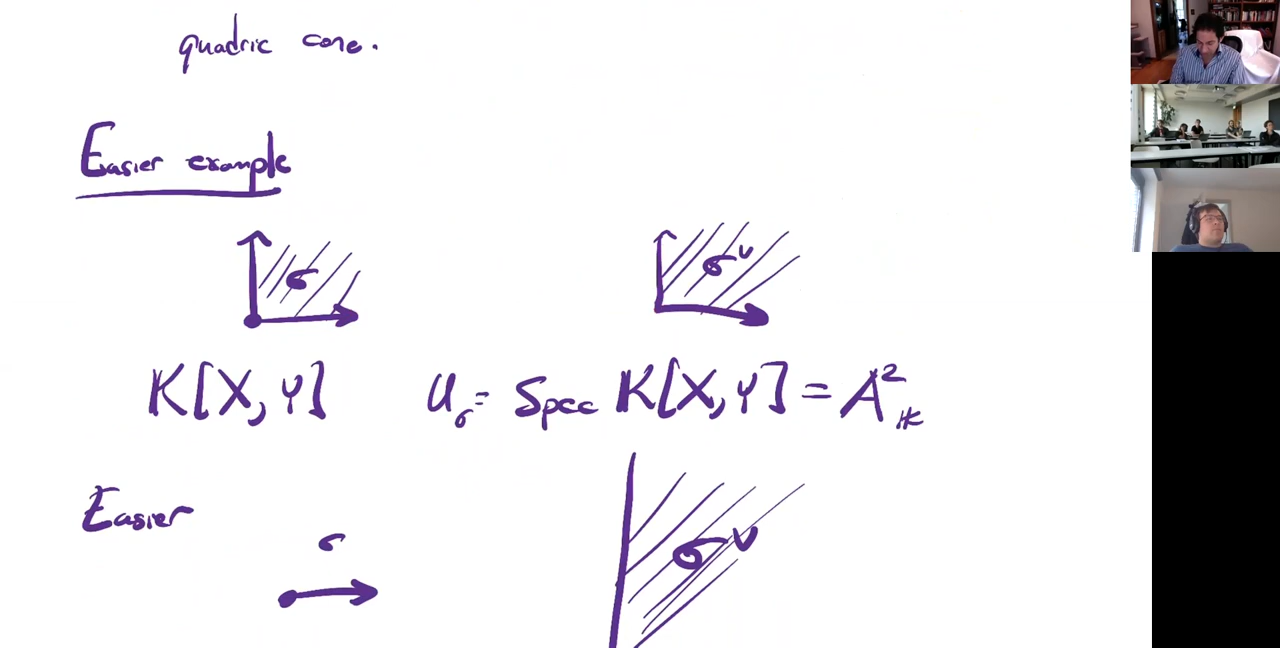 quadric cone.
Easier example
σ σ^∨
K[X,Y] U_σ = Spec K[X,Y] = A^2_K
Easier
σ σ^∨